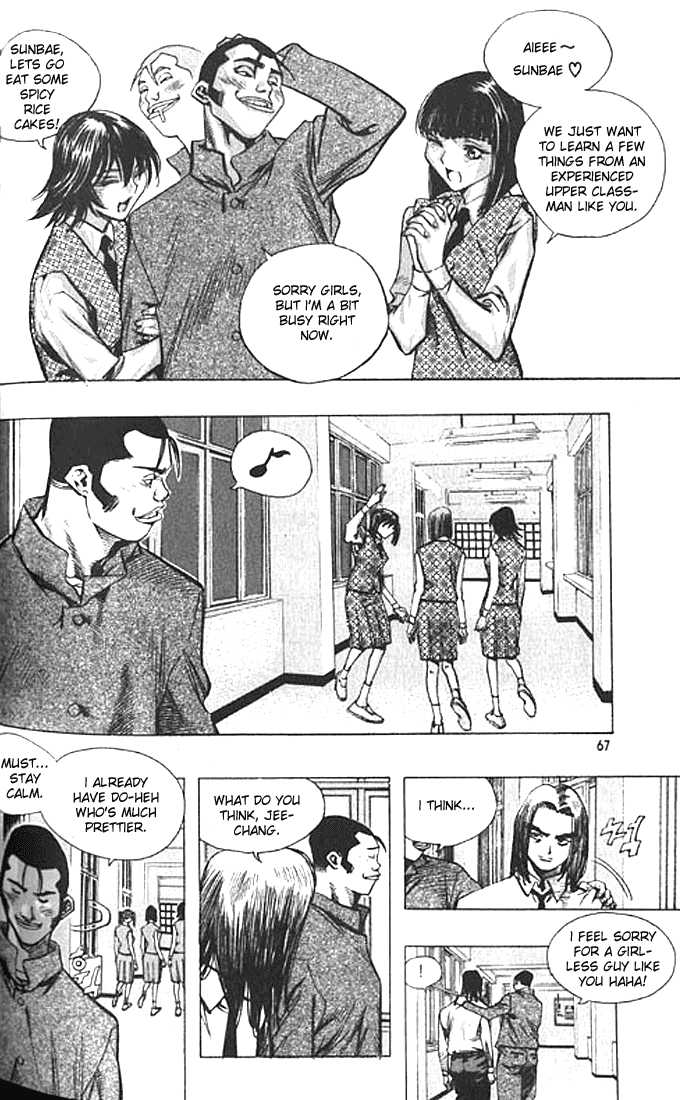 SUNBAE,
LETS GO
EAT SOME
SPICY
RICE
CAKES!
AIEEE~
SUNBAE ♡
WE JUST WANT
TO LEARN A FEW
THINGS FROM AN
EXPERIENCED
UPPER CLASS-
MAN LIKE YOU.
SORRY GIRLS,
BUT I'M A BIT
BUSY RIGHT
NOW.
67
MUST...
STAY
CALM.
I ALREADY
HAVE DO-HEH
WHO'S MUCH
PRETTIER.
WHAT DO YOU
THINK, JEE-
CHANG.
I THINK...
I FEEL SORRY
FOR A GIRL-
LESS GUY LIKE
YOU HAHA!
!